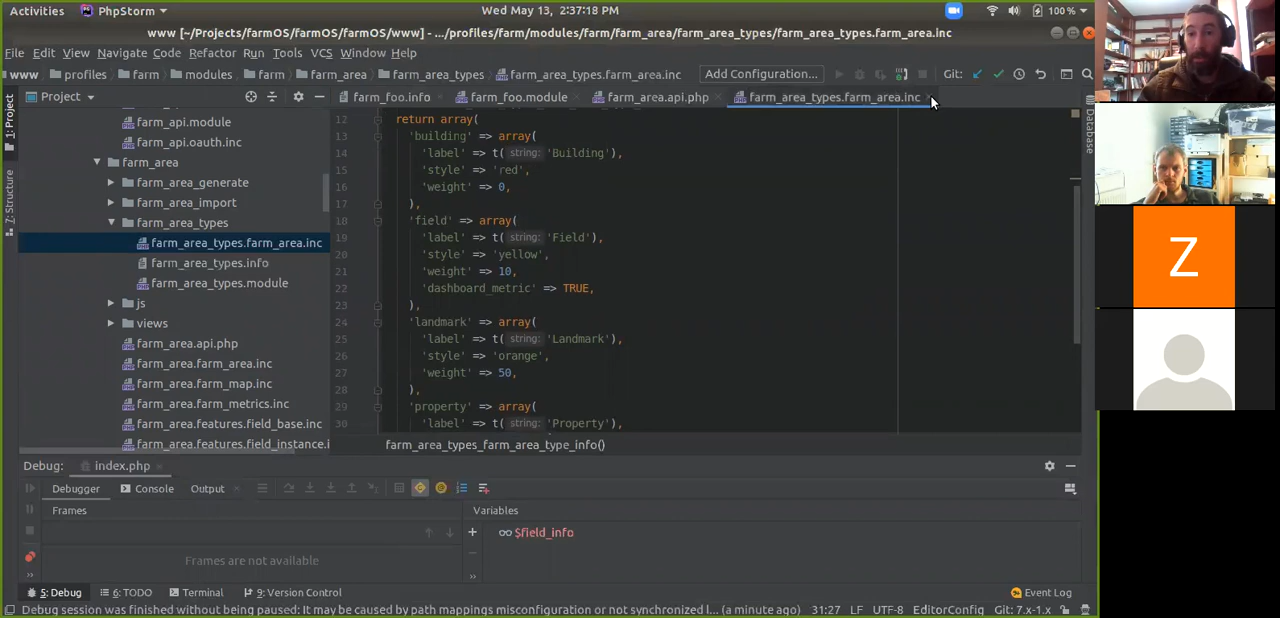 Activities PhpStorm Wed May 13, 2:37:18 PM 100 %
www [~/Projects/farmOS/farmOS/www] - .../profiles/farm/modules/farm/farm_area/farm_area_types/farm_area_types.farm_area.inc
File Edit View Navigate Code Refactor Run Tools VCS Window Help
www profiles farm modules farm farm_area farm_area_types farm_area_types.farm_area.inc Add Configuration... Git:
1: Project
7: Structure
Project
farm_foo.info farm_foo.module farm_area.api.php farm_area_types.farm_area.inc
Database
farm_api.module
farm_api.oauth.inc
farm_area
farm_area_generate
farm_area_import
farm_area_types
farm_area_types.farm_area.inc
farm_area_types.info
farm_area_types.module
js
views
farm_area.api.php
farm_area.farm_area.inc
farm_area.farm_map.inc
farm_area.farm_metrics.inc
farm_area.features.field_base.inc
farm_area.features.field_instance.i
12 return array(
13 'building' => array(
14 'label' => t( string: 'Building'),
15 'style' => 'red',
16 'weight' => 0,
17 ),
18 'field' => array(
19 'label' => t( string: 'Field'),
20 'style' => 'yellow',
21 'weight' => 10,
22 'dashboard_metric' => TRUE,
23 ),
24 'landmark' => array(
25 'label' => t( string: 'Landmark'),
26 'style' => 'orange',
27 'weight' => 50,
28 ),
29 'property' => array(
30 'label' => t( string: 'Property'),
farm_area_types_farm_area_type_info()
Z
Debug: index.php
Debugger Console Output
Frames
Frames are not available
Variables
$field_info
5: Debug 6: TODO Terminal 9: Version Control Event Log
Debug session was finished without being paused: It may be caused by path mappings misconfiguration or not synchronized l... (a minute ago) 31:27 LF UTF-8 EditorConfig Git: 7.x-1.x